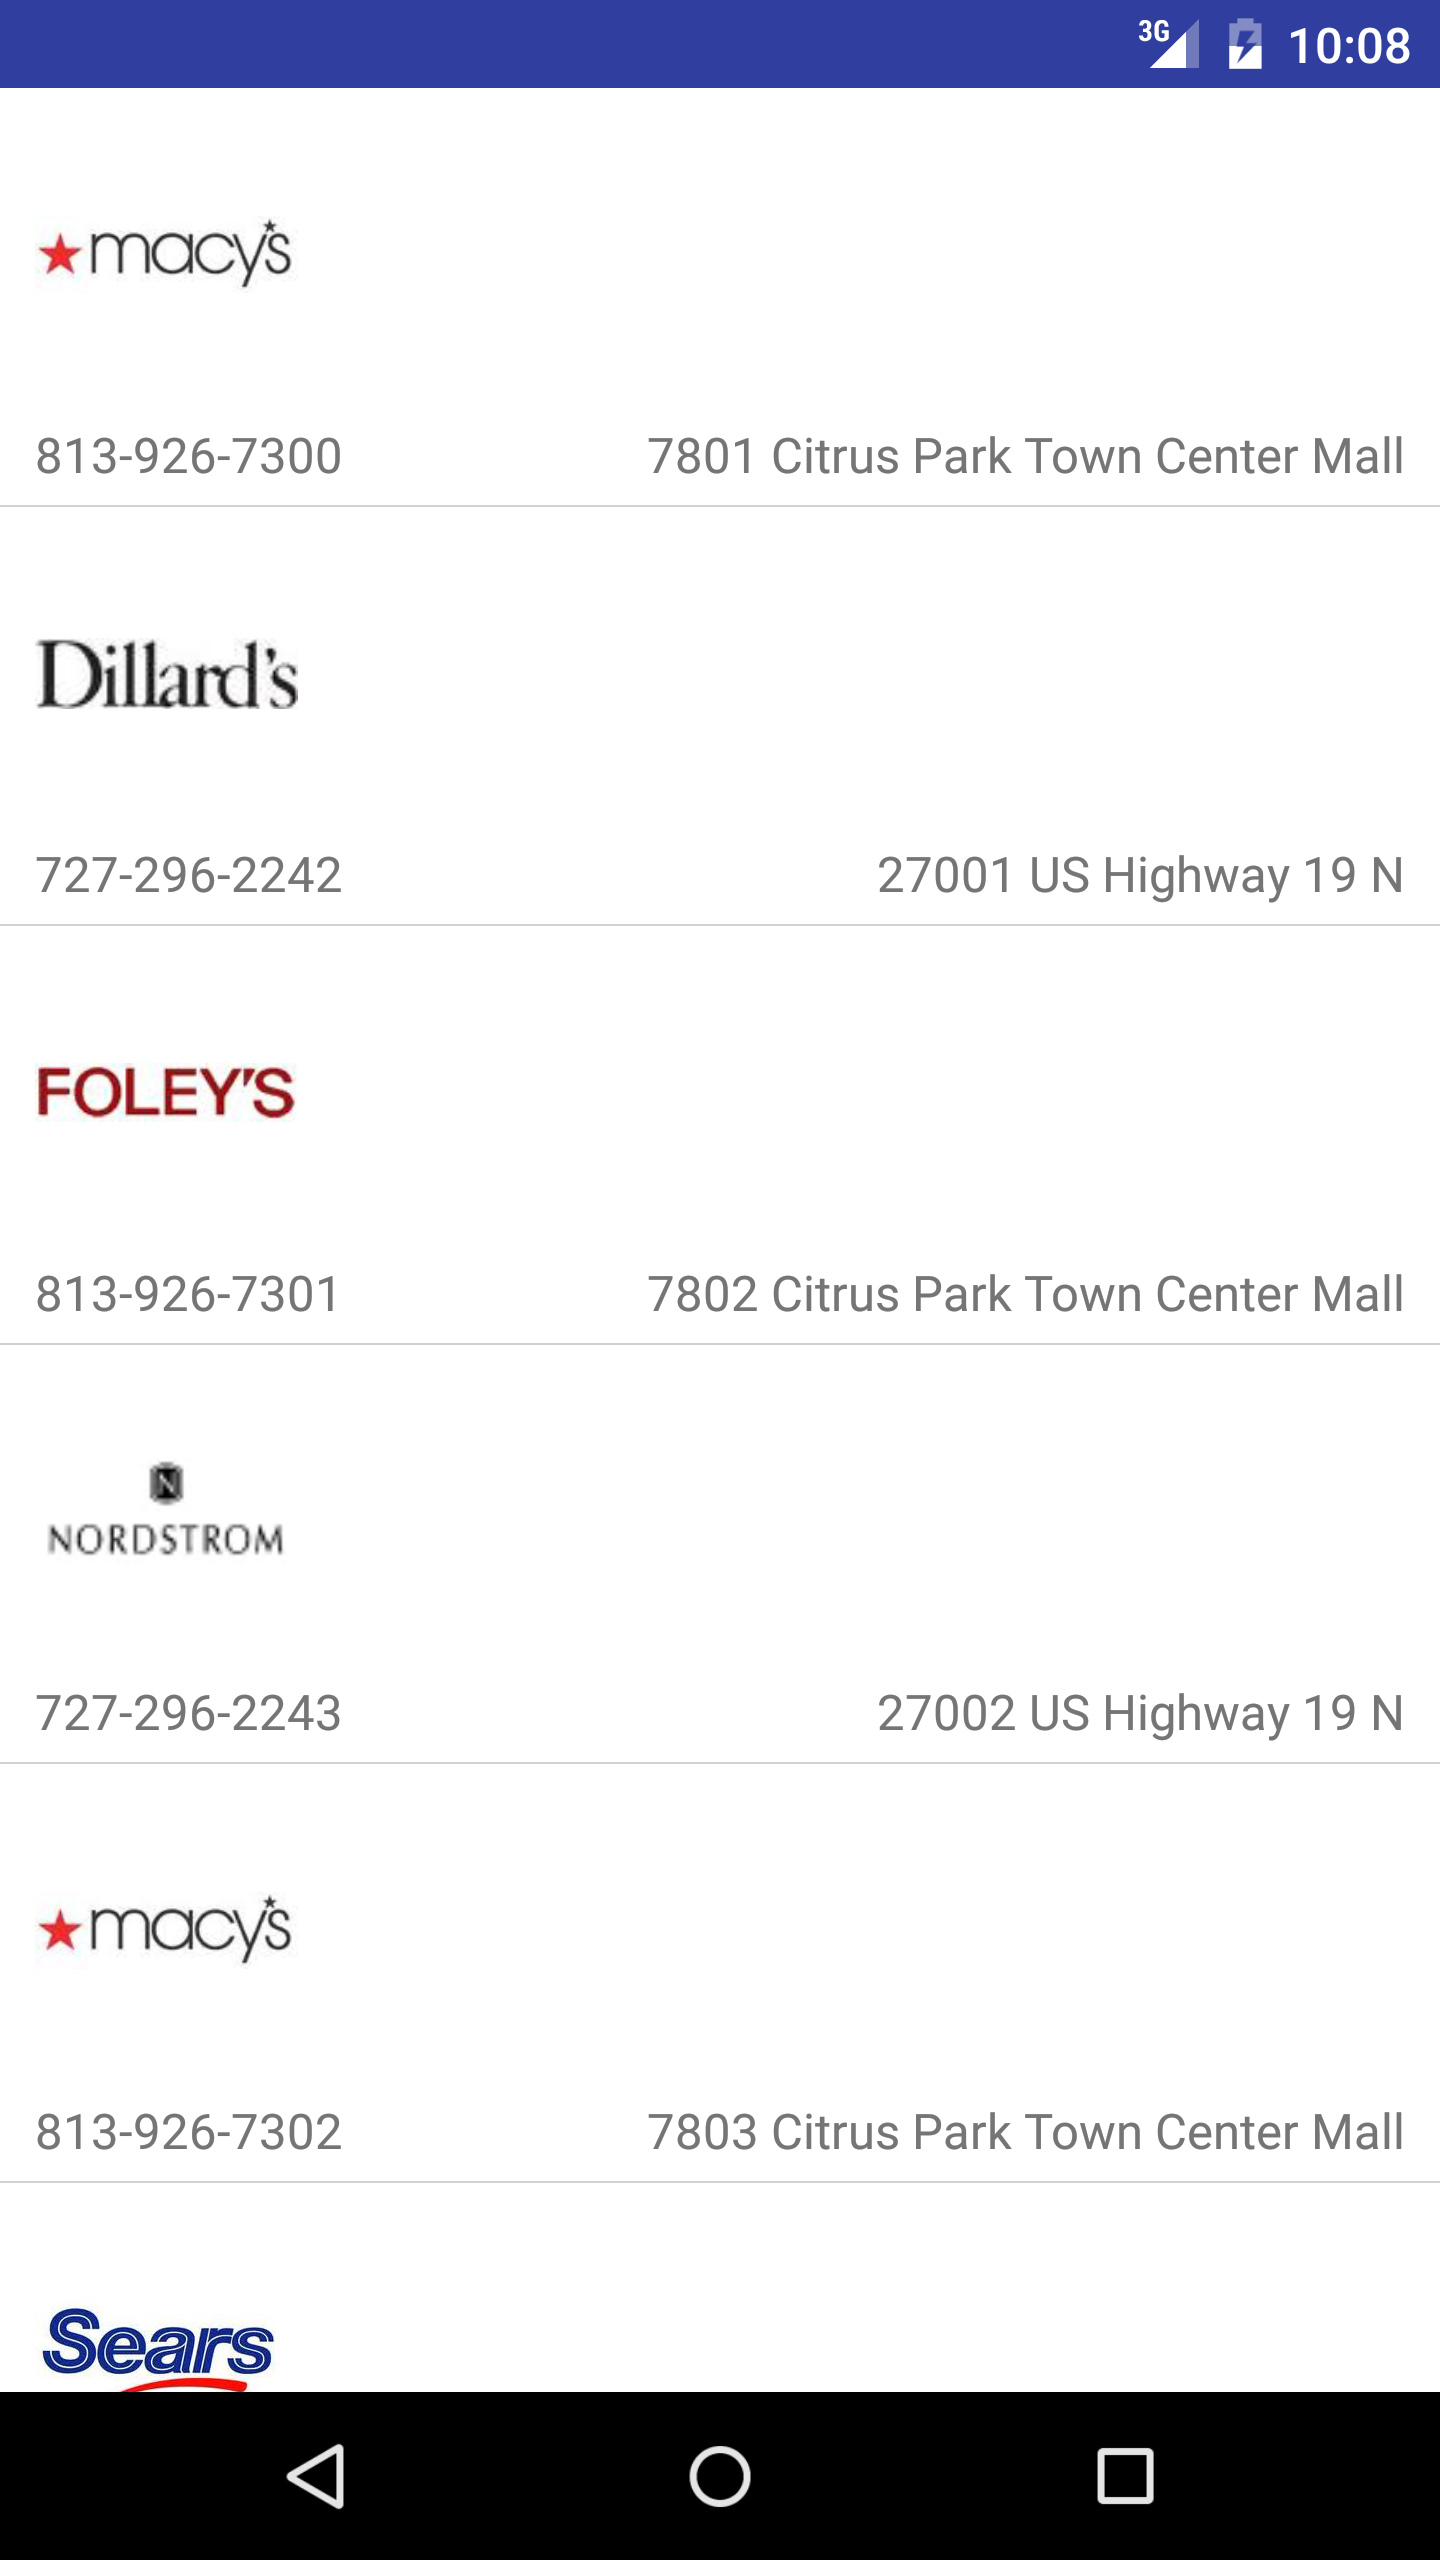 3G 10:08
macy's
813-926-7300 7801 Citrus Park Town Center Mall
Dillard's
727-296-2242 27001 US Highway 19 N
FOLEY'S
813-926-7301 7802 Citrus Park Town Center Mall
N
NORDSTROM
727-296-2243 27002 US Highway 19 N
macy's
813-926-7302 7803 Citrus Park Town Center Mall
Sears